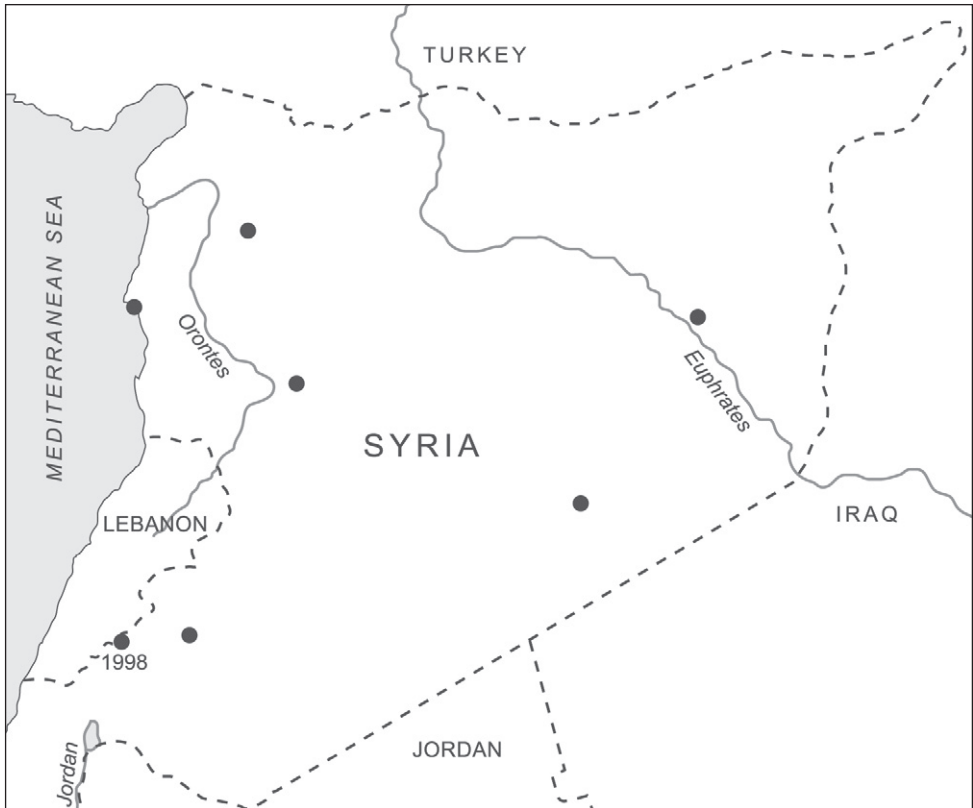 TURKEY
MEDITERRANEAN SEA
Orontes
Euphrates
SYRIA
IRAQ
LEBANON
1998
JORDAN
Jordan